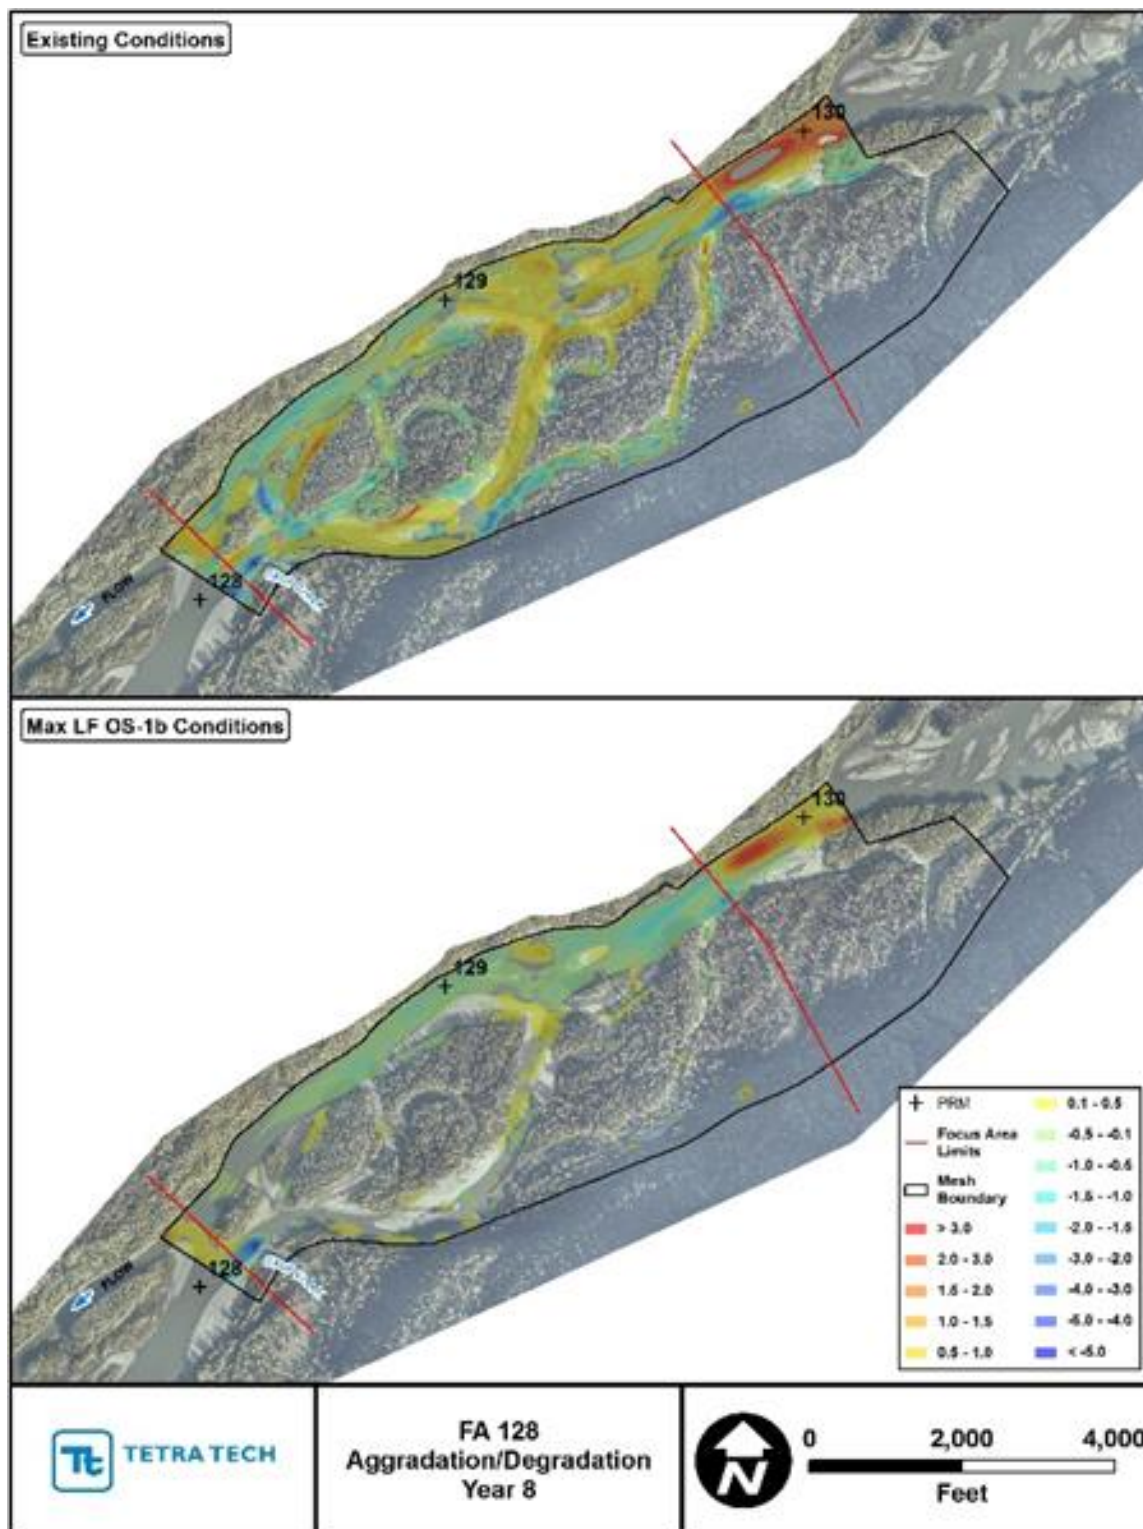 Existing Conditions
130
129
128
FLOW
Max LF OS-1b Conditions
130
129
128
FLOW
PRM
Focus Area
Limits
Mesh
Boundary
> 3.0
2.0 - 3.0
1.5 - 2.0
1.0 - 1.5
0.5 - 1.0
0.1 - 0.5
-0.5 - -0.1
-1.0 - -0.5
-1.5 - -1.0
-2.0 - -1.5
-3.0 - -2.0
-4.0 - -3.0
-5.0 - -4.0
< -5.0
Tt TETRA TECH
FA 128
Aggradation/Degradation
Year 8
N
0 2,000 4,000
Feet